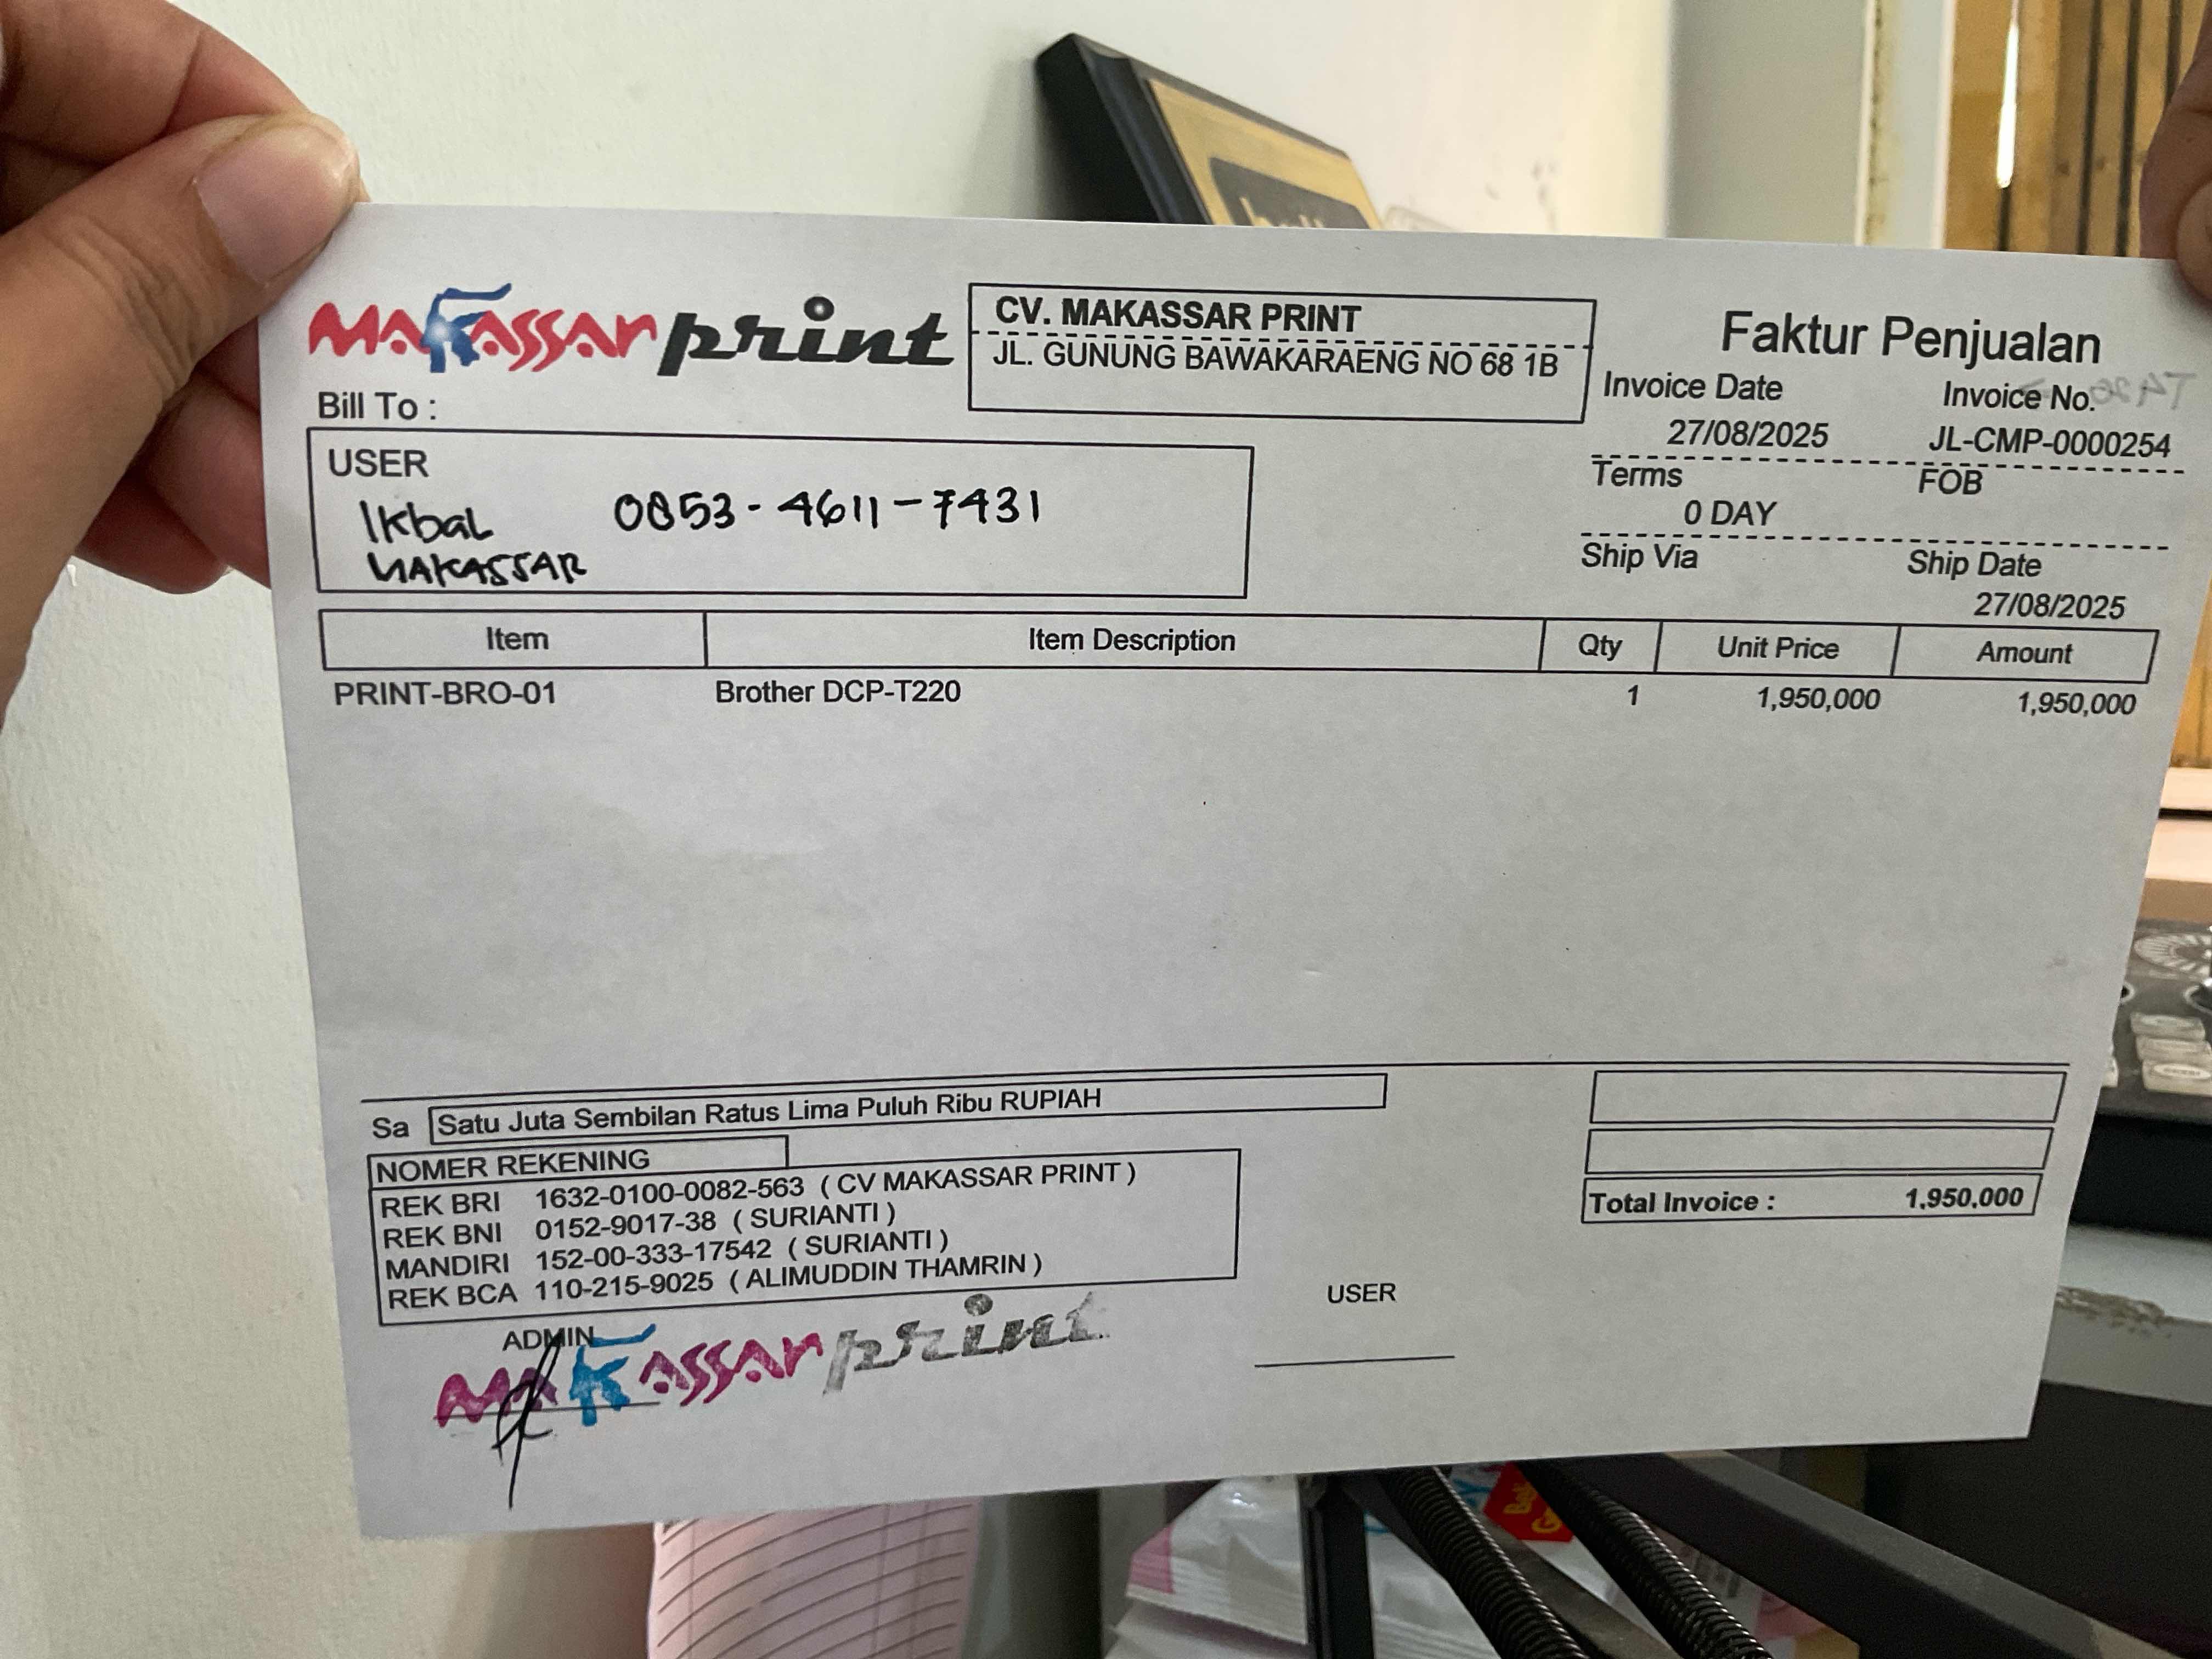 MAKASSAR print
CV. MAKASSAR PRINT
JL. GUNUNG BAWAKARAENG NO 68 1B
Faktur Penjualan
Invoice Date Invoice No.
27/08/2025 JL-CMP-0000254
Terms FOB
0 DAY
Ship Via Ship Date
27/08/2025
Bill To :
USER
Ikbal 0853-4611-7431
MAKASSAR
Item Item Description Qty Unit Price Amount
PRINT-BRO-01 Brother DCP-T220 1 1,950,000 1,950,000
Sa Satu Juta Sembilan Ratus Lima Puluh Ribu RUPIAH
NOMER REKENING
REK BRI 1632-0100-0082-563 ( CV MAKASSAR PRINT )
REK BNI 0152-9017-38 ( SURIANTI )
MANDIRI 152-00-333-17542 ( SURIANTI )
REK BCA 110-215-9025 ( ALIMUDDIN THAMRIN )
Total Invoice : 1,950,000
ADMIN
USER
MAKASSAR print